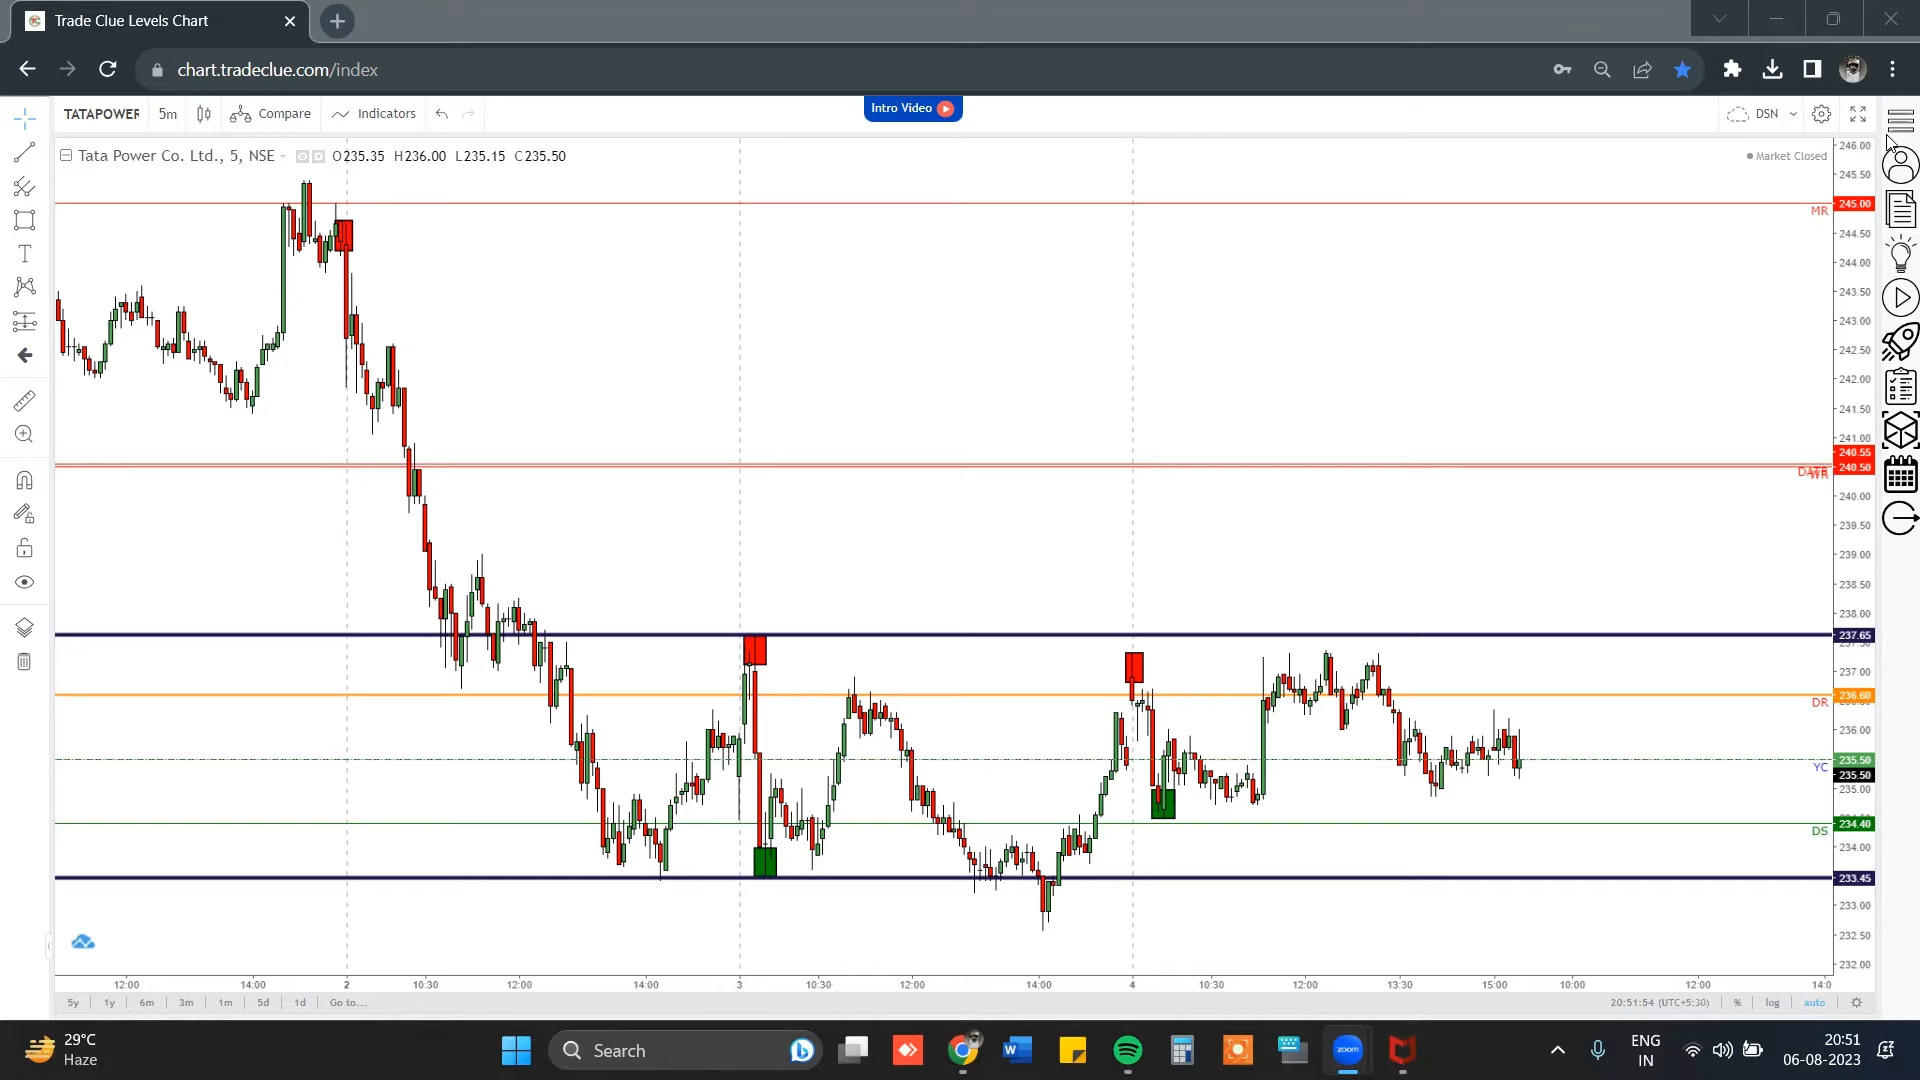 Trade Clue Levels Chart
chart.tradeclue.com/index
TATAPOWER 5m Compare Indicators Intro Video DSN
Tata Power Co. Ltd., 5, NSE O235.35 H236.00 L235.15 C235.50 Market Closed
246.00
245.50
245.00
MR
244.50
244.00
243.50
243.00
242.50
242.00
241.50
241.00
240.55
240.50
WR
240.00
239.50
239.00
238.50
238.00
237.65
237.00
236.60
DR
236.00
235.50
YC
235.50
235.00
234.40
DS
234.00
233.45
233.00
232.50
232.00
12:00 14:00 2 10:30 12:00 14:00 3 10:30 12:00 14:00 4 10:30 12:00 13:30 15:00 10:00 12:00 14:0
5y 1y 6m 3m 1m 5d 1d Go to... 20:51:54 (UTC+5:30) % log auto
29°C
Haze
Search
zoom
ENG
IN
20:51
06-08-2023